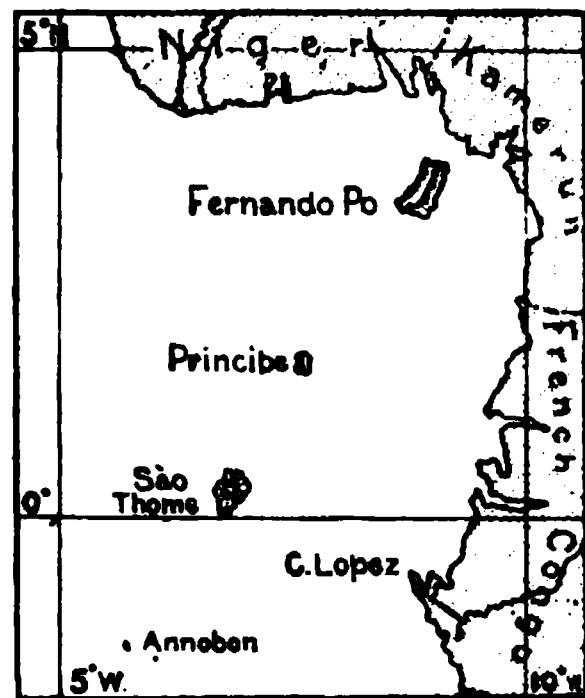 5°N
Niger
Kamerun
Fernando Po
Principe
French
São
Thome
0°
C. Lopez
Congo
Annobon
5°W.
10°W